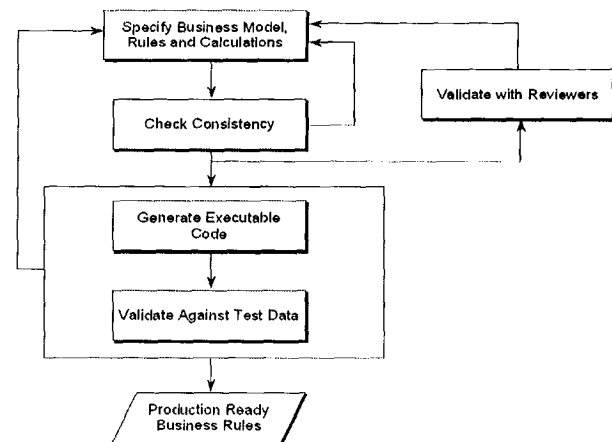 Specify Business Model,
Rules and Calculations
Validate with Reviewers
Check Consistency
Generate Executable
Code
Validate Against Test Data
Production Ready
Business Rules